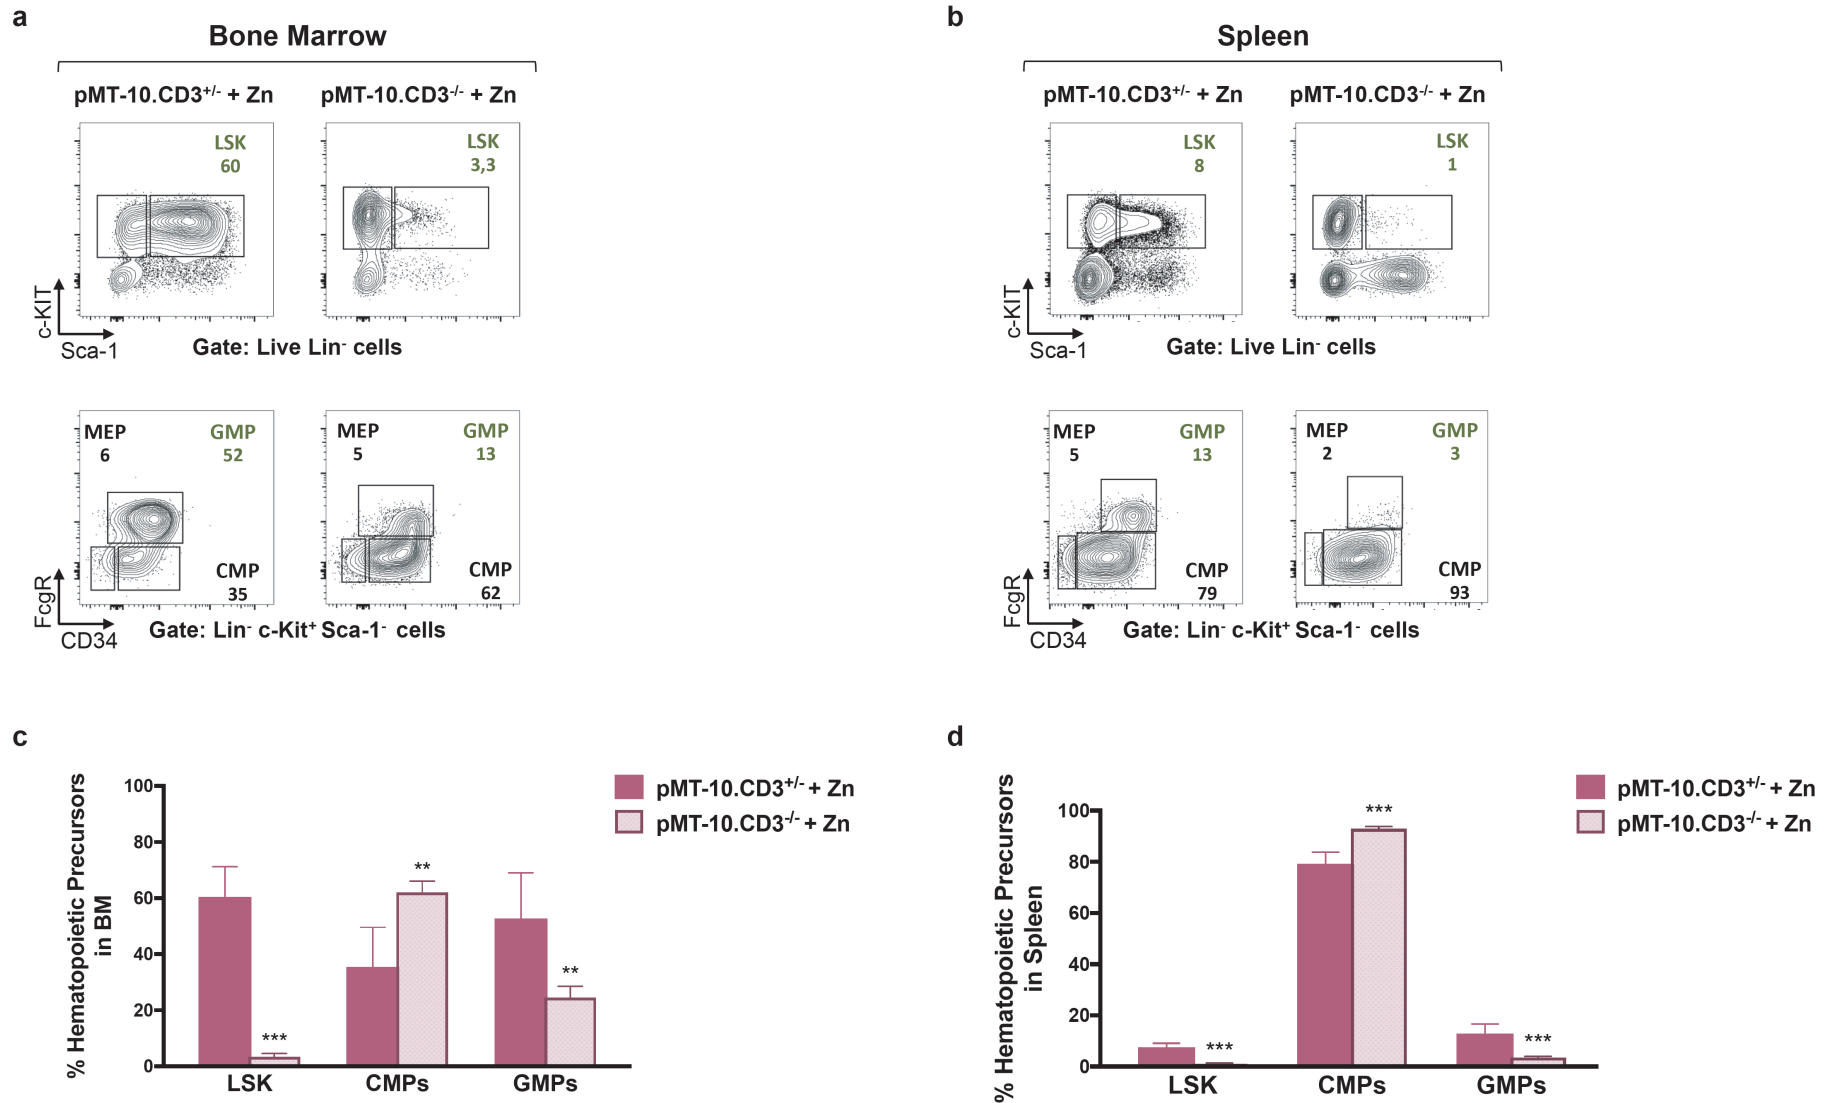 a
Bone Marrow
pMT-10.CD3+/- + Zn
pMT-10.CD3-/- + Zn
LSK
60
LSK
3,3
c-KIT
Sca-1
Gate: Live Lin- cells
MEP
6
GMP
52
CMP
35
MEP
5
GMP
13
CMP
62
FcgR
CD34
Gate: Lin- c-Kit+ Sca-1- cells
b
Spleen
pMT-10.CD3+/- + Zn
pMT-10.CD3-/- + Zn
LSK
8
LSK
1
c-KIT
Sca-1
Gate: Live Lin- cells
MEP
5
GMP
13
CMP
79
MEP
2
GMP
3
CMP
93
FcgR
CD34
Gate: Lin- c-Kit+ Sca-1- cells
c
% Hematopoietic Precursors
in BM
100
80
60
40
20
0
***
**
**
LSK
CMPs
GMPs
pMT-10.CD3+/- + Zn
pMT-10.CD3-/- + Zn
d
% Hematopoietic Precursors
in Spleen
100
80
60
40
20
0
***
***
***
LSK
CMPs
GMPs
pMT-10.CD3+/- + Zn
pMT-10.CD3-/- + Zn